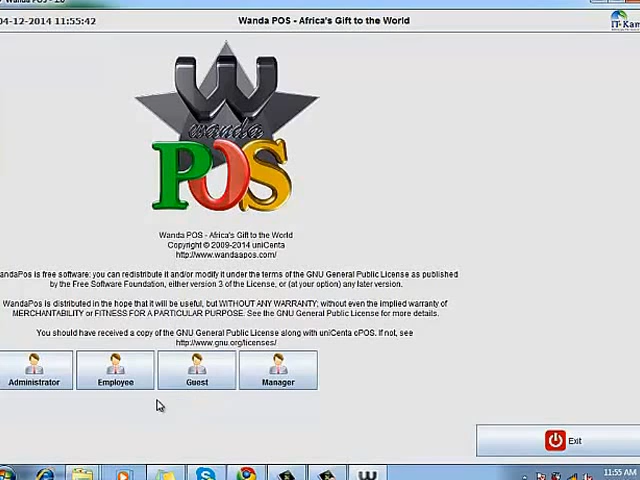 04-12-2014 11:55:42
Wanda POS - Africa's Gift to the World
IT-Kam
W
wanda
POS
Wanda POS - Africa's Gift to the World
Copyright © 2009-2014 uniCenta
http://www.wandaapos.com/
WandaPos is free software: you can redistribute it and/or modify it under the terms of the GNU General Public License as published
by the Free Software Foundation, either version 3 of the License, or (at your option) any later version.
WandaPos is distributed in the hope that it will be useful, but WITHOUT ANY WARRANTY; without even the implied warranty of
MERCHANTABILITY or FITNESS FOR A PARTICULAR PURPOSE. See the GNU General Public License for more details.
You should have received a copy of the GNU General Public License along with uniCenta oPOS. If not, see
http://www.gnu.org/licenses/
Administrator
Employee
Guest
Manager
Exit
11:55 AM